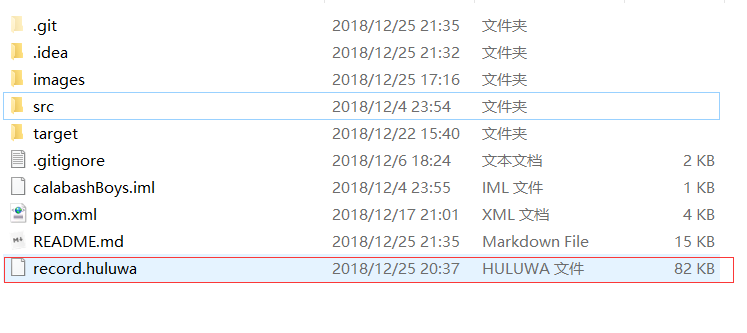 .git 2018/12/25 21:35 文件夹
.idea 2018/12/25 21:32 文件夹
images 2018/12/25 17:16 文件夹
src 2018/12/4 23:54 文件夹
target 2018/12/22 15:40 文件夹
.gitignore 2018/12/6 18:24 文本文档 2 KB
calabashBoys.iml 2018/12/4 23:55 IML 文件 1 KB
pom.xml 2018/12/17 21:01 XML 文档 4 KB
README.md 2018/12/25 21:35 Markdown File 15 KB
record.huluwa 2018/12/25 20:37 HULUWA 文件 82 KB